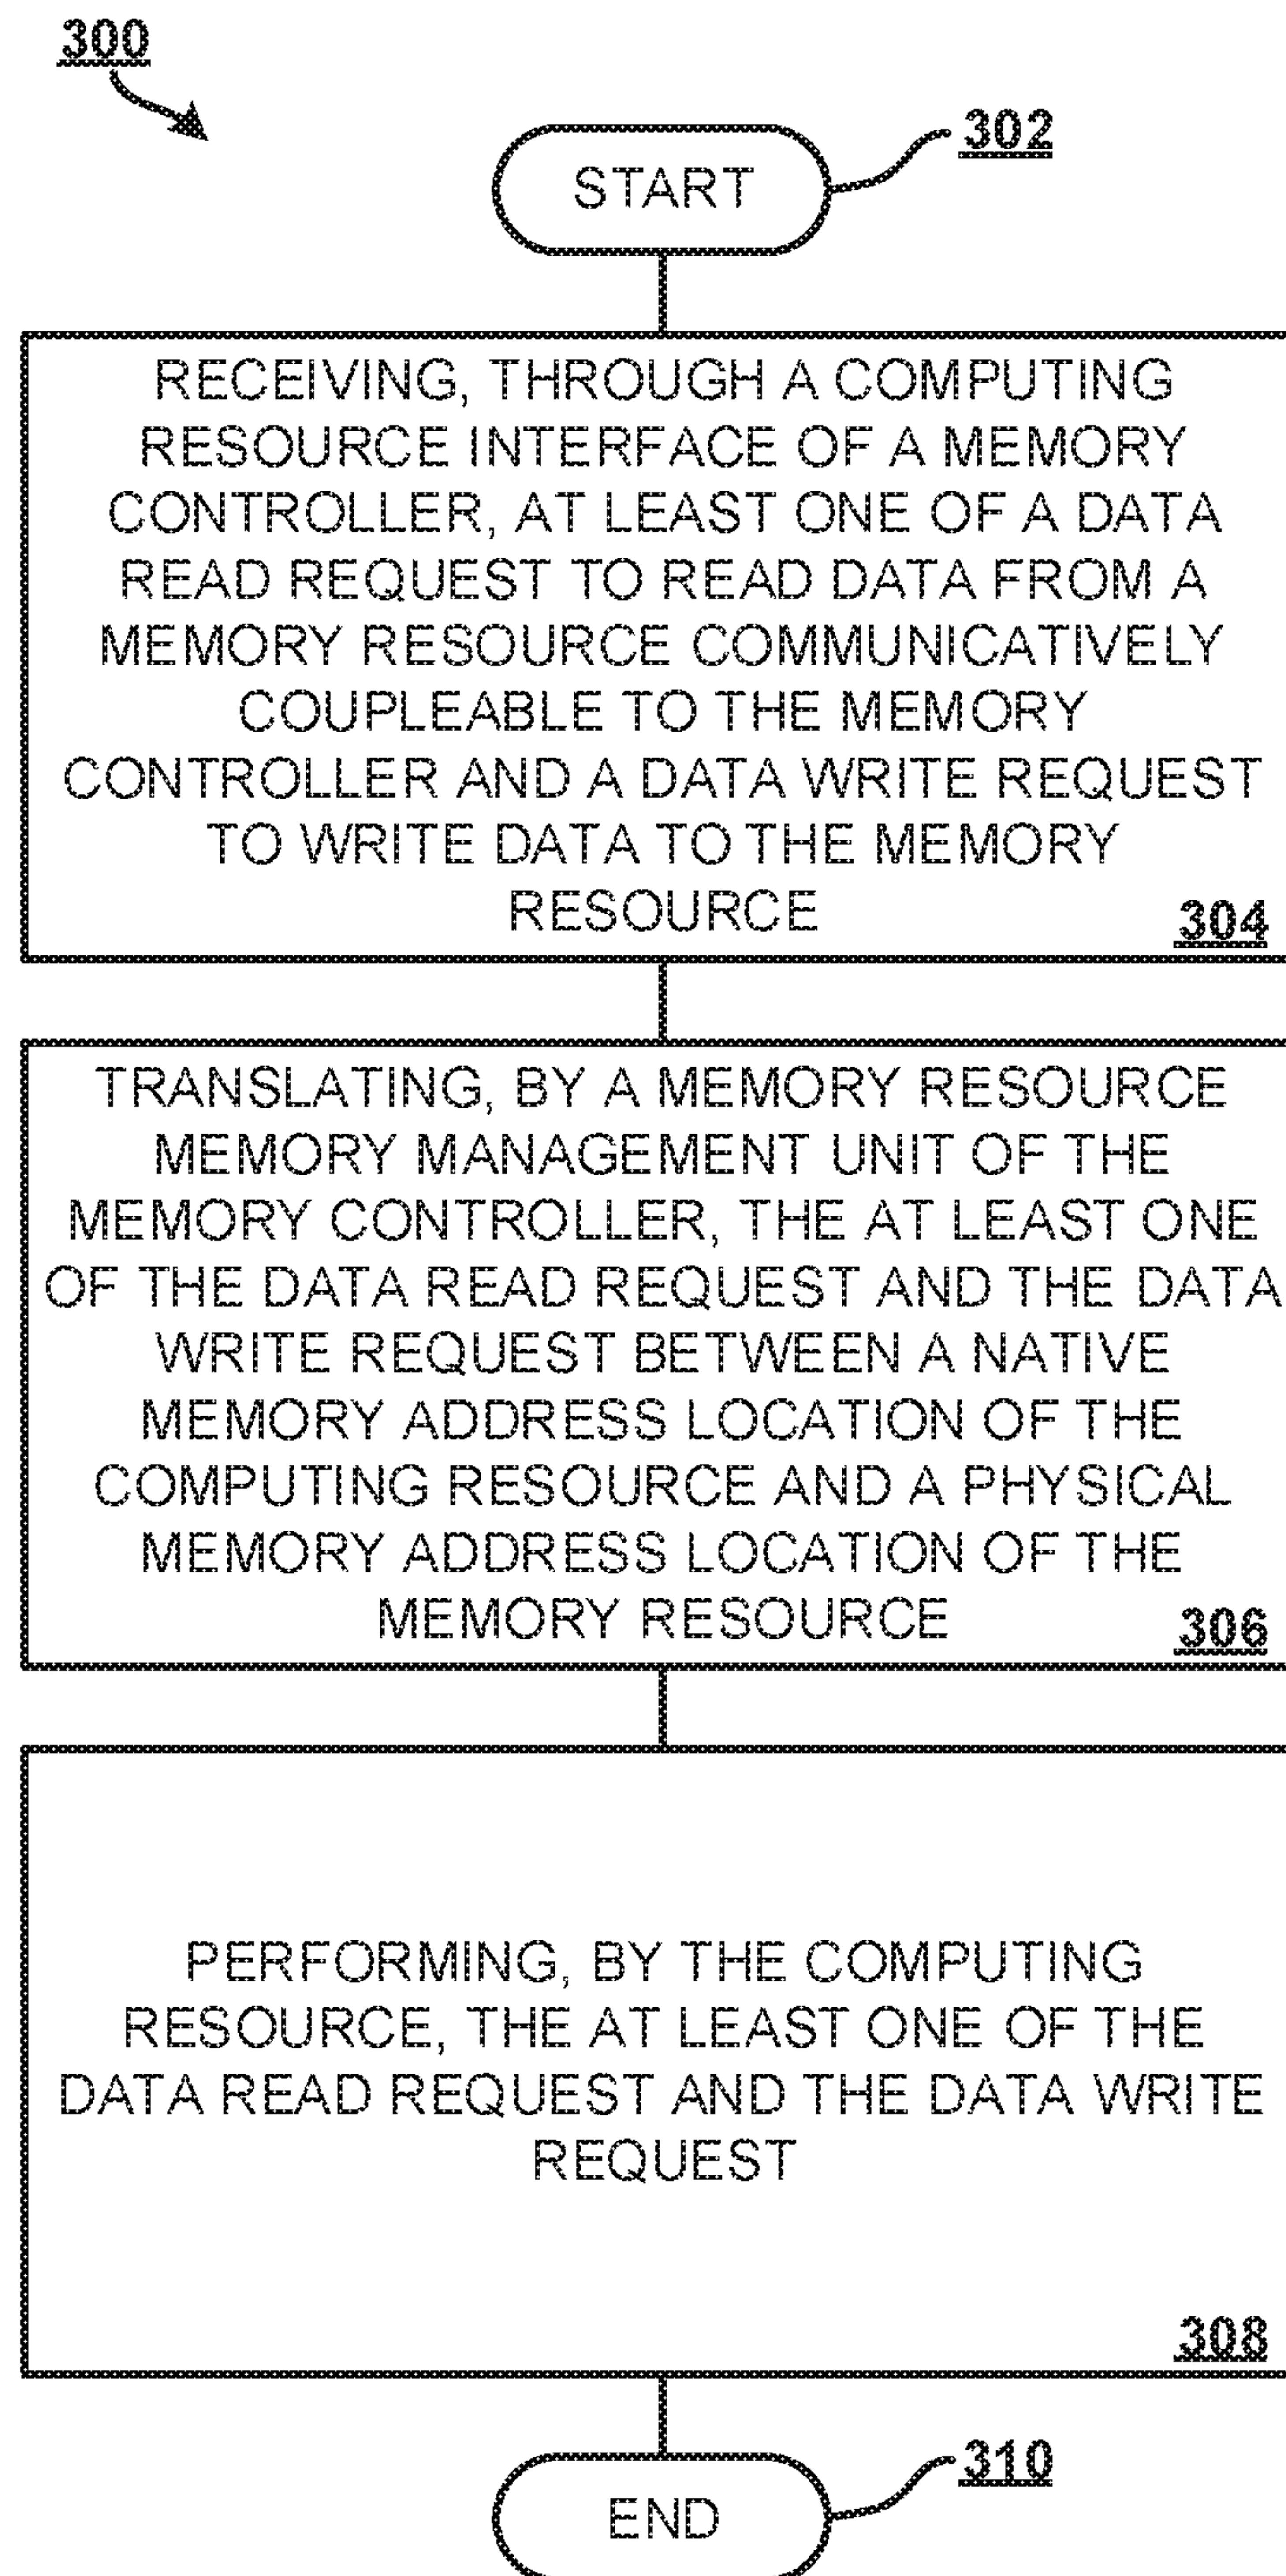 300
302
START
RECEIVING, THROUGH A COMPUTING
RESOURCE INTERFACE OF A MEMORY
CONTROLLER, AT LEAST ONE OF A DATA
READ REQUEST TO READ DATA FROM A
MEMORY RESOURCE COMMUNICATIVELY
COUPLEABLE TO THE MEMORY
CONTROLLER AND A DATA WRITE REQUEST
TO WRITE DATA TO THE MEMORY
RESOURCE
304
TRANSLATING, BY A MEMORY RESOURCE
MEMORY MANAGEMENT UNIT OF THE
MEMORY CONTROLLER, THE AT LEAST ONE
OF THE DATA READ REQUEST AND THE DATA
WRITE REQUEST BETWEEN A NATIVE
MEMORY ADDRESS LOCATION OF THE
COMPUTING RESOURCE AND A PHYSICAL
MEMORY ADDRESS LOCATION OF THE
MEMORY RESOURCE
306
PERFORMING, BY THE COMPUTING
RESOURCE, THE AT LEAST ONE OF THE
DATA READ REQUEST AND THE DATA WRITE
REQUEST
308
310
END